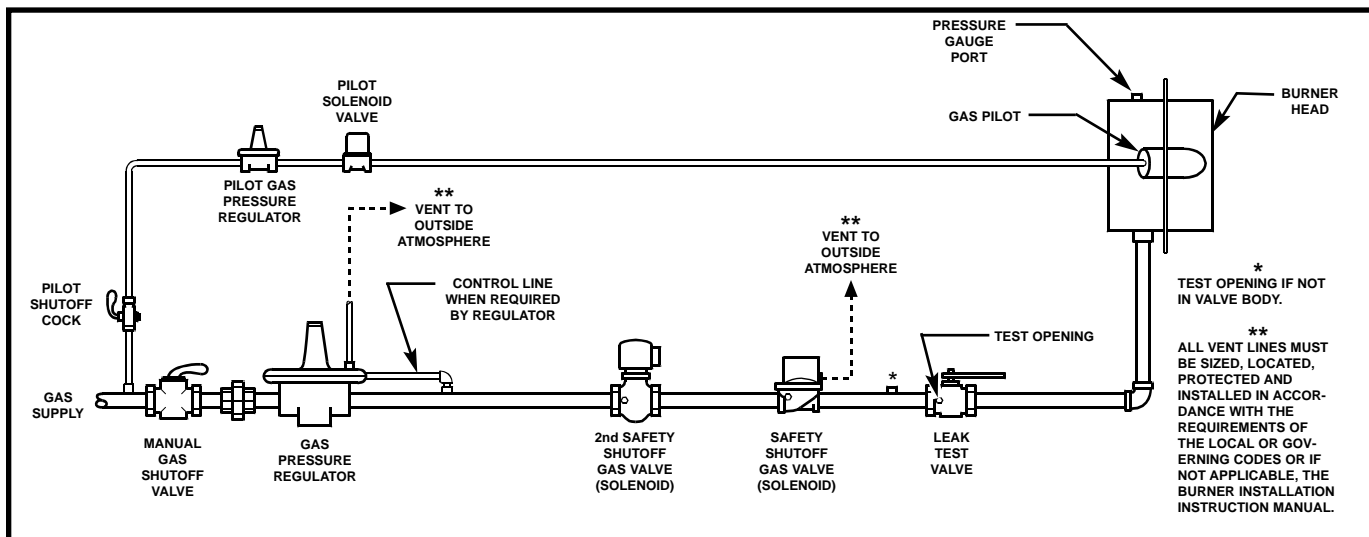 PRESSURE
GAUGE
PORT
PILOT
SOLENOID
VALVE
BURNER
HEAD
GAS PILOT
PILOT GAS
PRESSURE
REGULATOR
**
VENT TO
OUTSIDE
ATMOSPHERE
**
VENT TO
OUTSIDE
ATMOSPHERE
PILOT
SHUTOFF
COCK
CONTROL LINE
WHEN REQUIRED
BY REGULATOR
*
TEST OPENING IF NOT
IN VALVE BODY.
TEST OPENING
**
ALL VENT LINES MUST
BE SIZED, LOCATED,
PROTECTED AND
INSTALLED IN ACCOR-
DANCE WITH THE
REQUIREMENTS OF
THE LOCAL OR GOV-
ERNING CODES OR IF
NOT APPLICABLE, THE
BURNER INSTALLATION
INSTRUCTION MANUAL.
*
GAS
SUPPLY
MANUAL
GAS
SHUTOFF
VALVE
GAS
PRESSURE
REGULATOR
2nd SAFETY
SHUTOFF
GAS VALVE
(SOLENOID)
SAFETY
SHUTOFF
GAS VALVE
(SOLENOID)
LEAK
TEST
VALVE